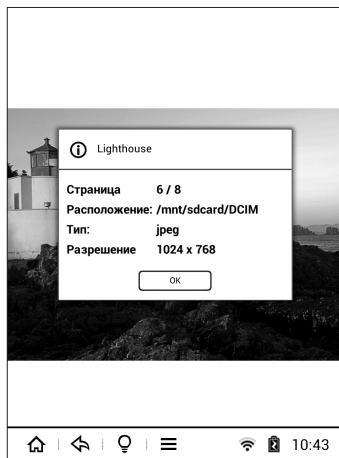 Lighthouse
Страница 6 / 8
Расположение: /mnt/sdcard/DCIM
Тип: jpeg
Разрешение 1024 x 768
OK
10:43